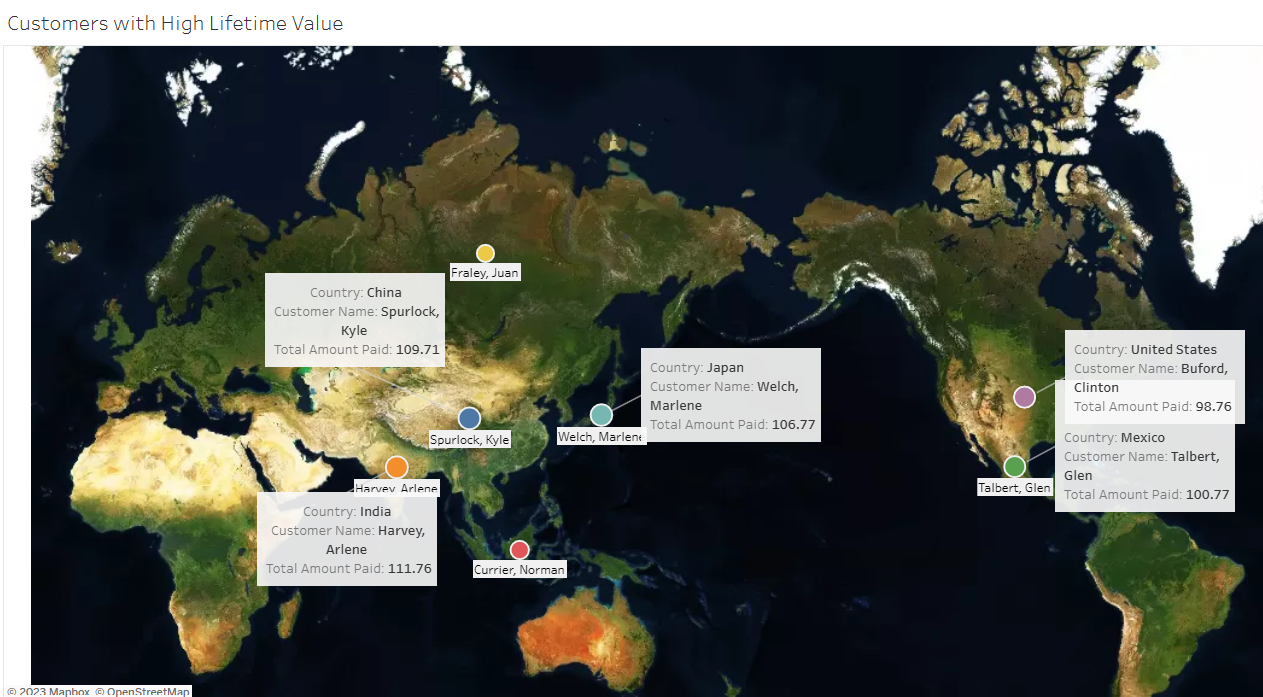 Customers with High Lifetime Value
Fraley, Juan
Country: China
Customer Name: Spurlock,
Kyle
Total Amount Paid: 109.71
Spurlock, Kyle
Country: Japan
Customer Name: Welch,
Marlene
Total Amount Paid: 106.77
Welch, Marlene
Country: United States
Customer Name: Buford,
Clinton
Total Amount Paid: 98.76
Country: Mexico
Customer Name: Talbert,
Glen
Total Amount Paid: 100.77
Talbert, Glen
Harvey, Arlene
Country: India
Customer Name: Harvey,
Arlene
Total Amount Paid: 111.76
Currier, Norman
© 2023 Mapbox © OpenStreetMap